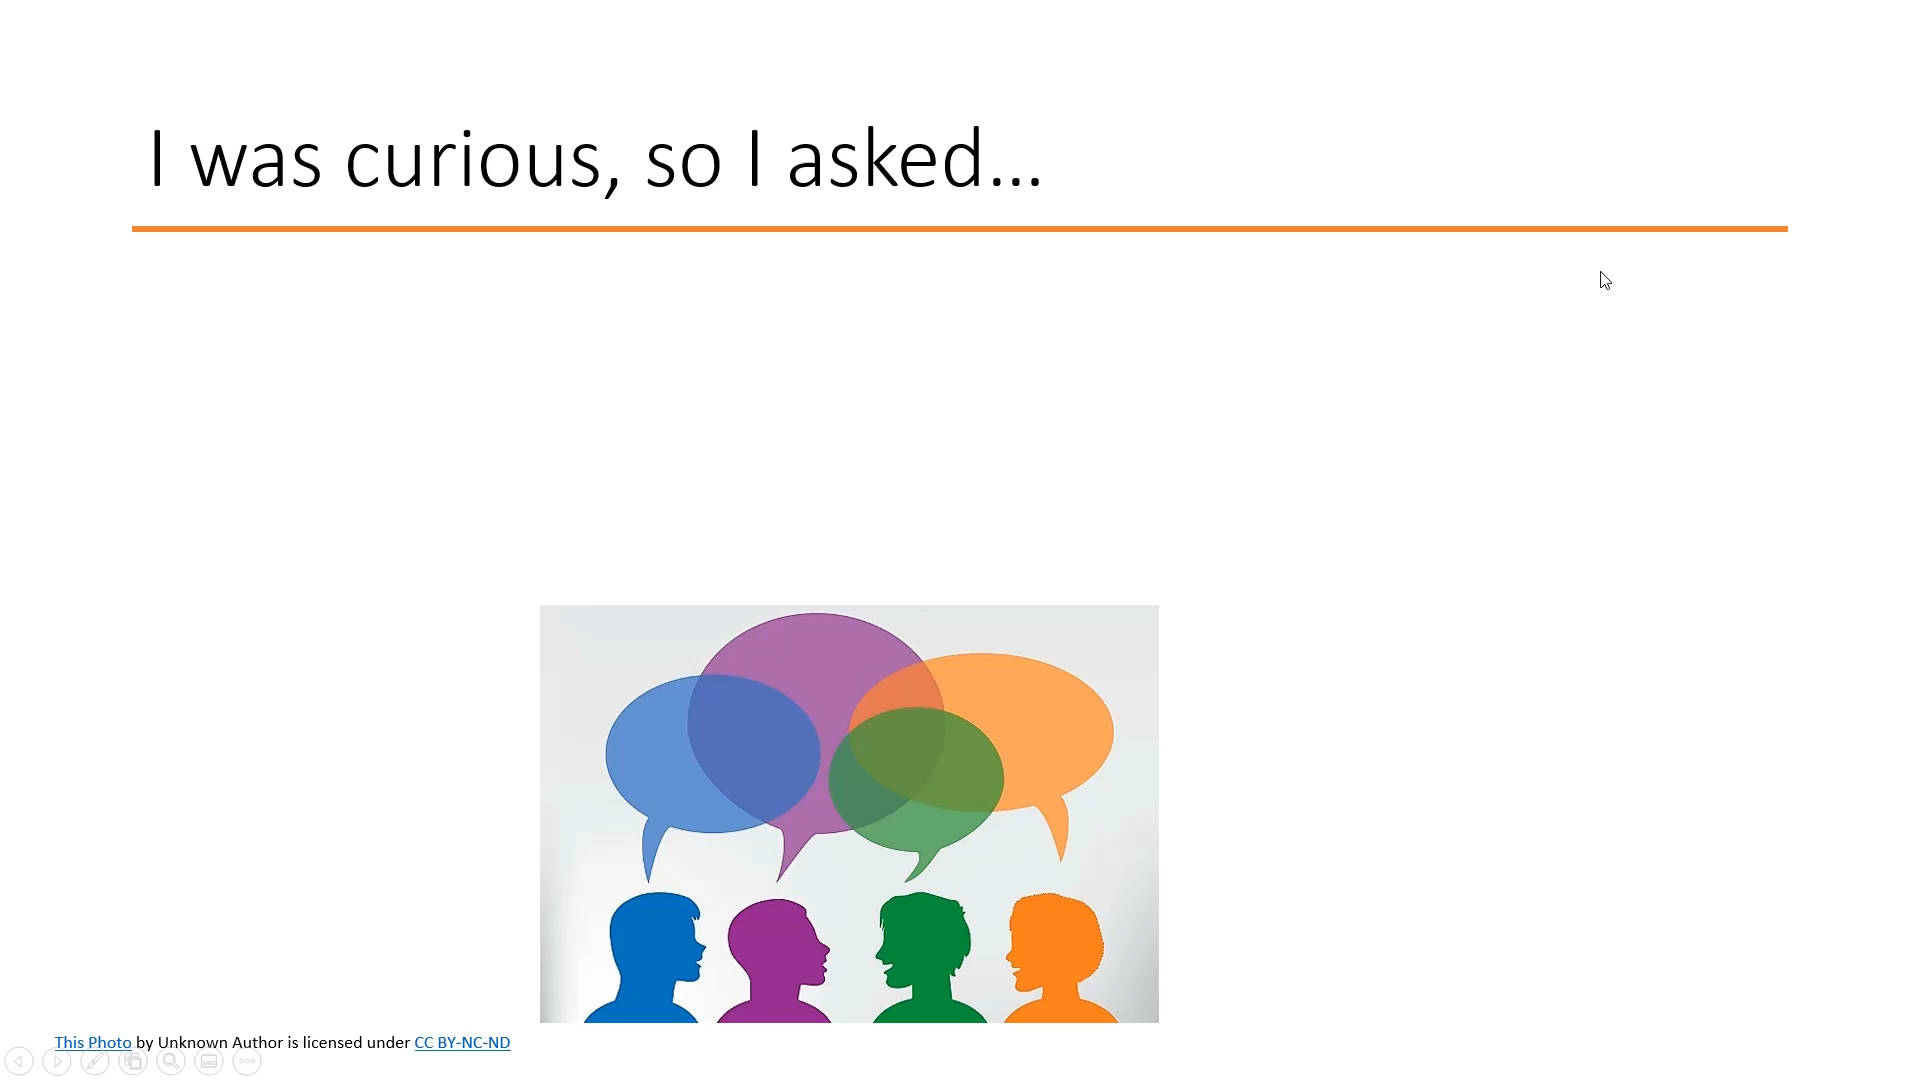 I was curious, so I asked...
This Photo by Unknown Author is licensed under CC BY-NC-ND